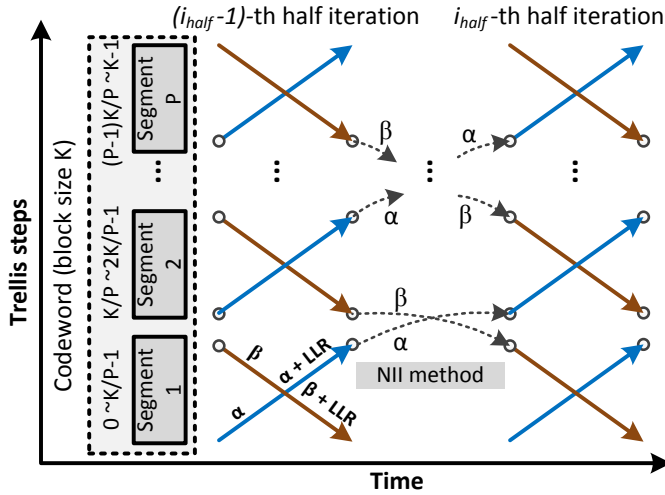 (i_half-1)-th half iteration
i_half-th half iteration
Trellis steps
Codeword (block size K)
(P-1)K/P ~K-1
Segment
P
...
...
...
...
K/P ~2K/P-1
Segment
2
0 ~K/P-1
Segment
1
β
α
α
β
β
α
NII method
β
α + LLR
α
β + LLR
Time